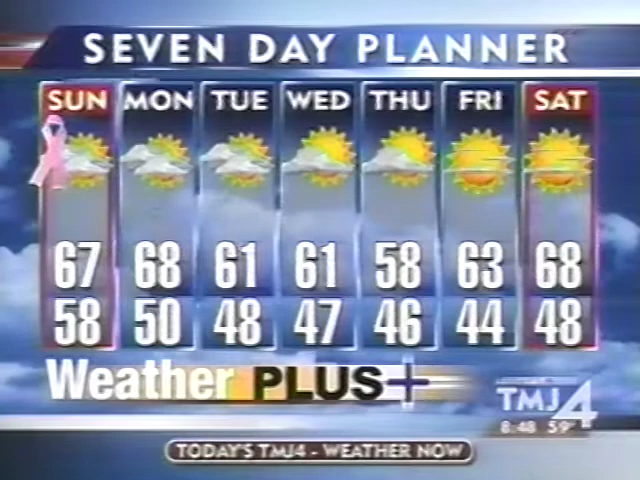 SEVEN DAY PLANNER
SUN MON TUE WED THU FRI SAT
67 68 61 61 58 63 68
58 50 48 47 46 44 48
Weather PLUS+
TMJ4
8:48 59°
TODAY'S TMJ4 - WEATHER NOW